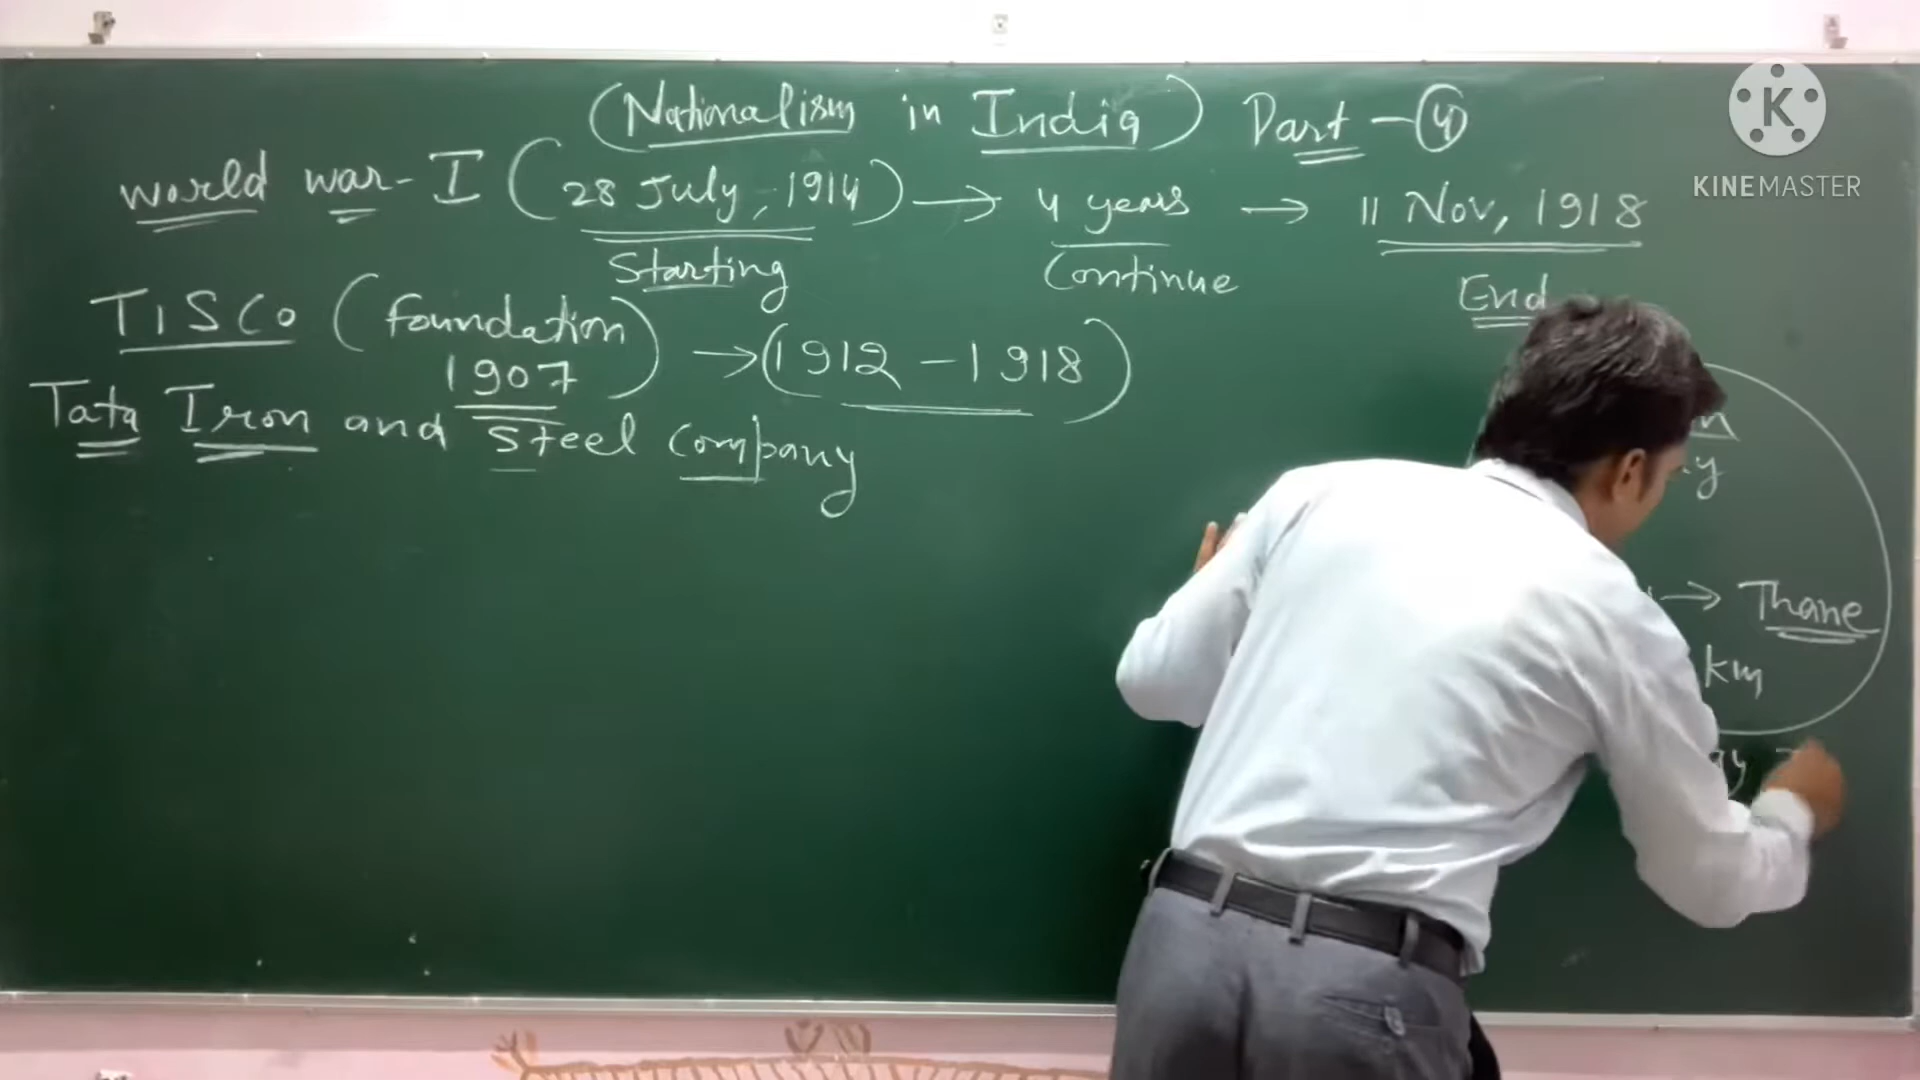 (Nationalism in India) Part - (4)
World War - I (28 July, 1914) → 4 years → 11 Nov, 1918
Starting
Continue
End
TISCo (foundation 1907) → (1912 - 1918)
Tata Iron and Steel Company
→ Thane
km
KINEMASTER